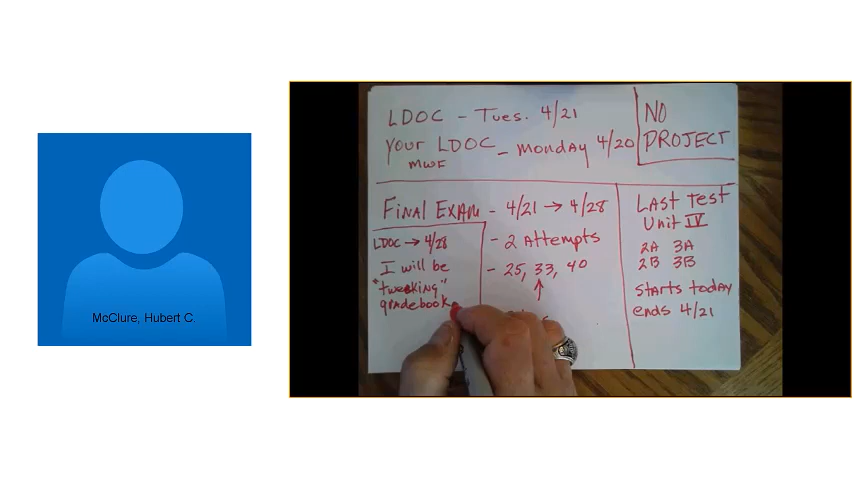 McClure, Hubert C.
LDOC - Tues. 4/21
Your LDOC - Monday 4/20
MWF
NO
PROJECT
Final Exam - 4/21 → 4/28
LDOC → 4/28
I will be
"tweeking"
gradebook
- 2 Attempts
- 25, 33, 40
↑
Last Test
Unit IV
2A 3A
2B 3B
starts today
ends 4/21